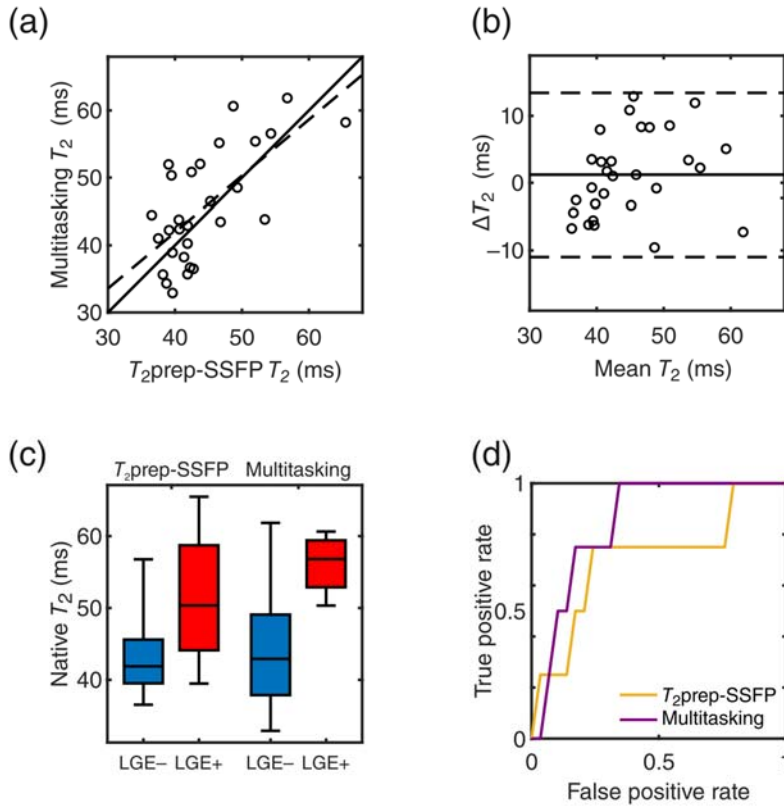 (a)
Multitasking T₂ (ms)
60
50
40
30
30 40 50 60
T₂prep-SSFP T₂ (ms)
(b)
ΔT₂ (ms)
10
0
−10
30 40 50 60
Mean T₂ (ms)
(c)
T₂prep-SSFP Multitasking
Native T₂ (ms)
60
50
40
LGE− LGE+ LGE− LGE+
(d)
True positive rate
1
0.5
0
T₂prep-SSFP
Multitasking
0 0.5 1
False positive rate